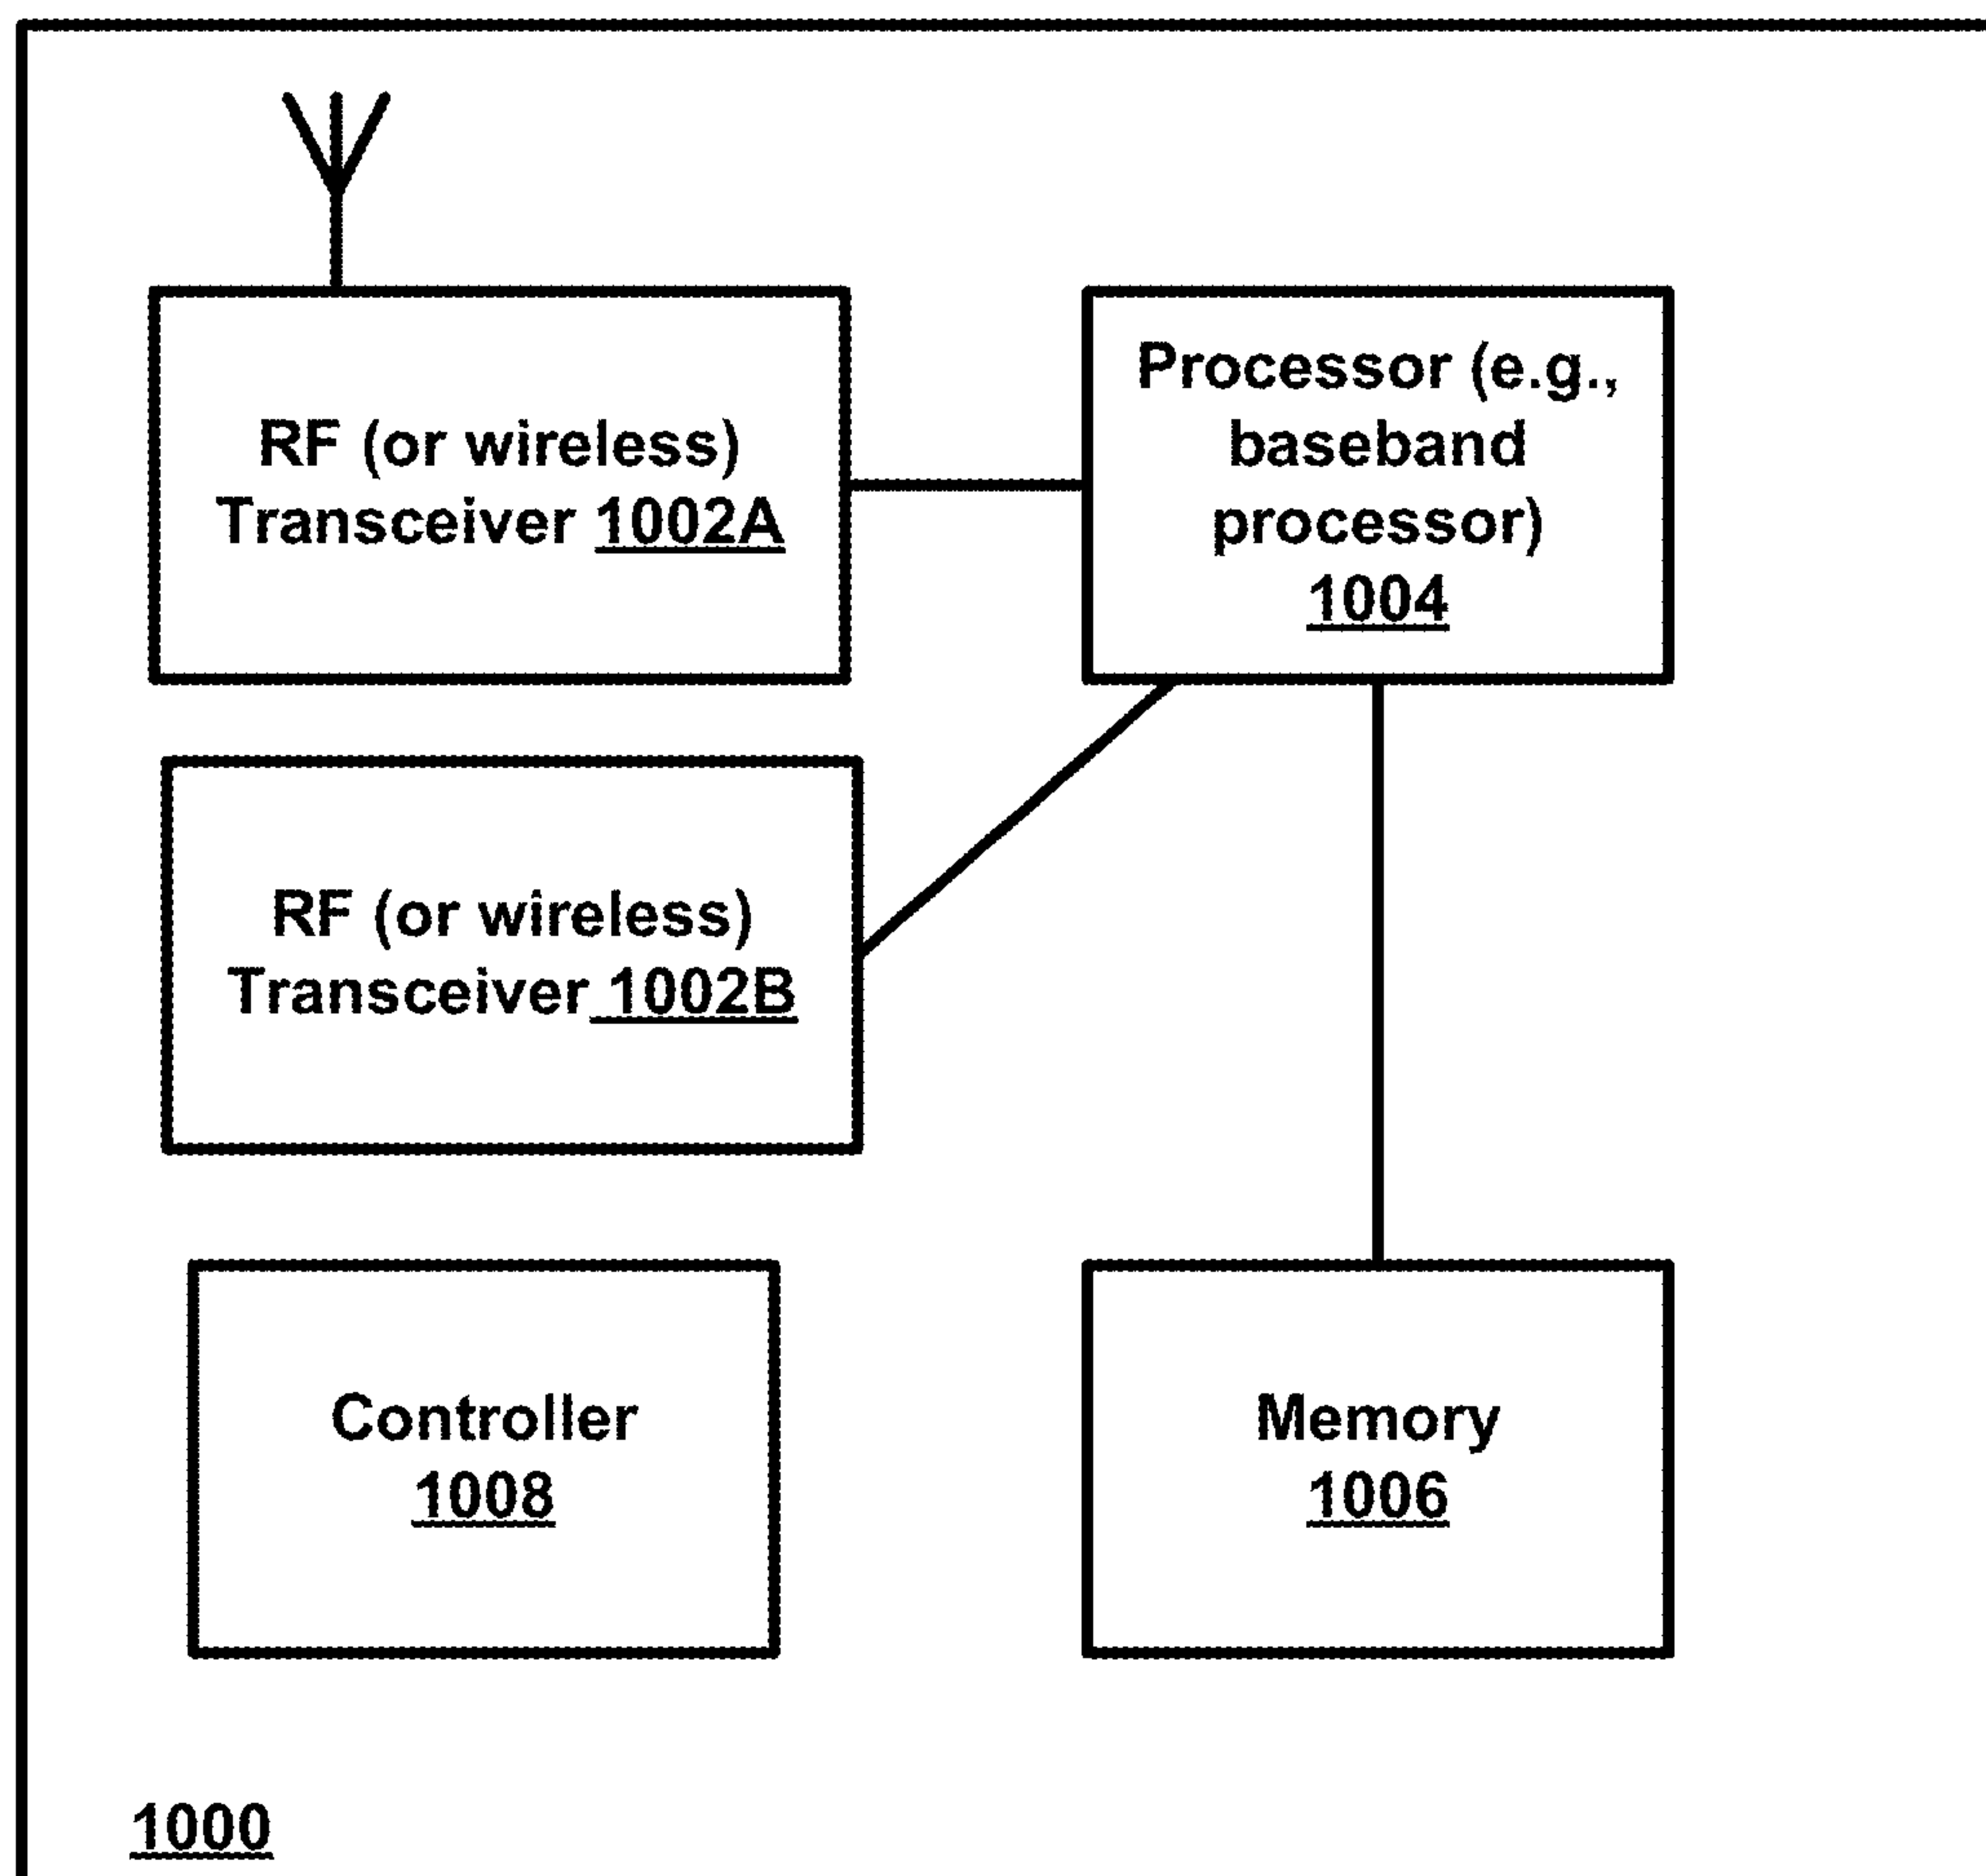 RF (or wireless)
Transceiver 1002A
Processor (e.g.,
baseband
processor)
1004
RF (or wireless)
Transceiver 1002B
Controller
1008
Memory
1006
1000